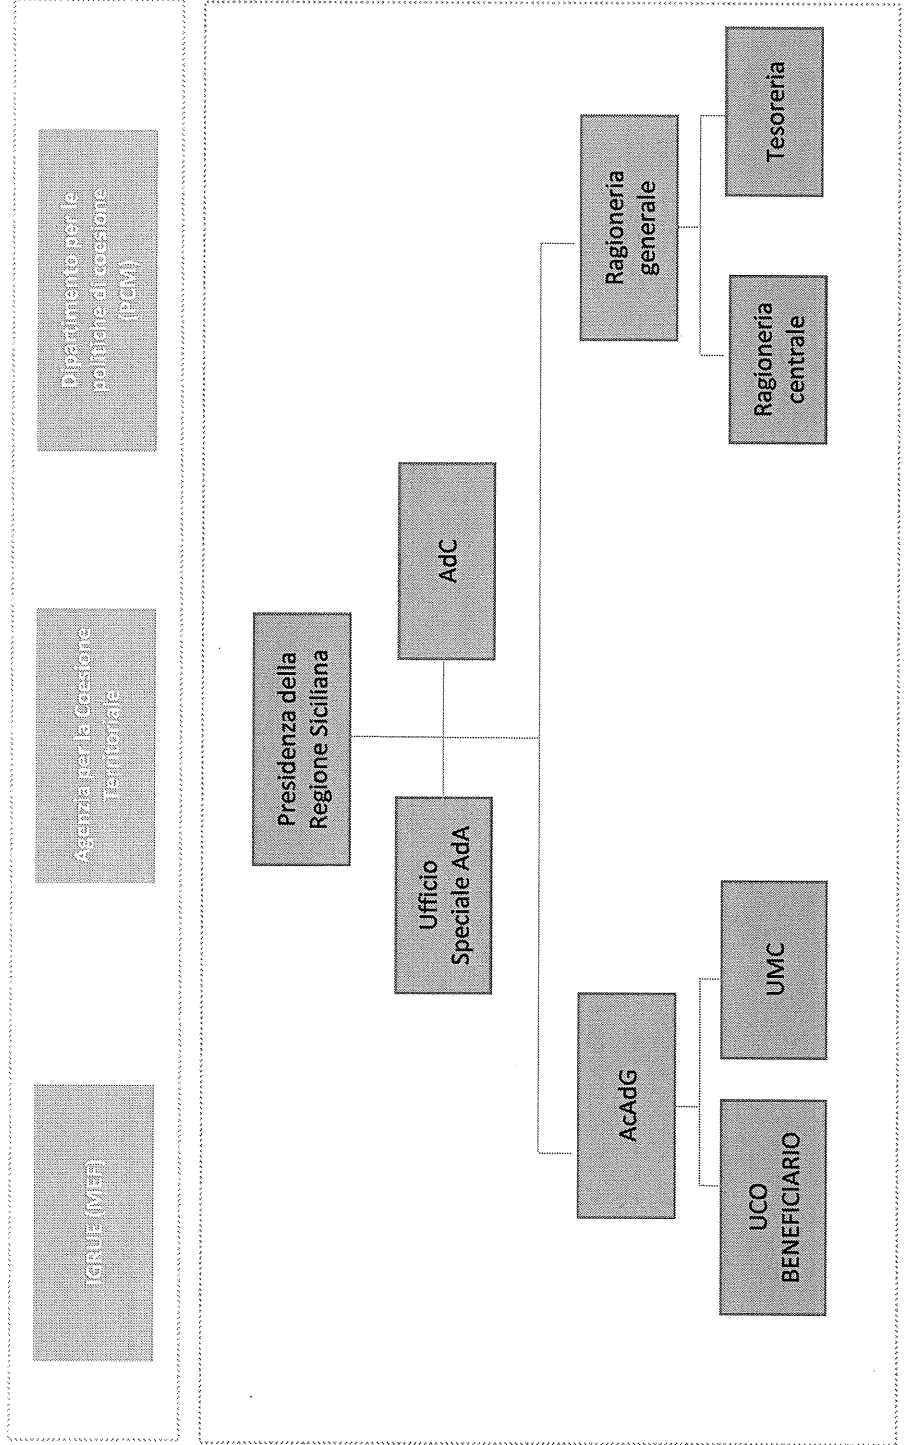 IGRUE (MEF)
Agenzia per la Coesione
Territoriale
Dipartimento per le
politiche di coesione
(PCM)
Presidenza della
Regione Siciliana
Ufficio
Speciale AdA
AdC
AcAdG
Ragioneria
generale
UCO
BENEFICIARIO
UMC
Ragioneria
centrale
Tesoreria